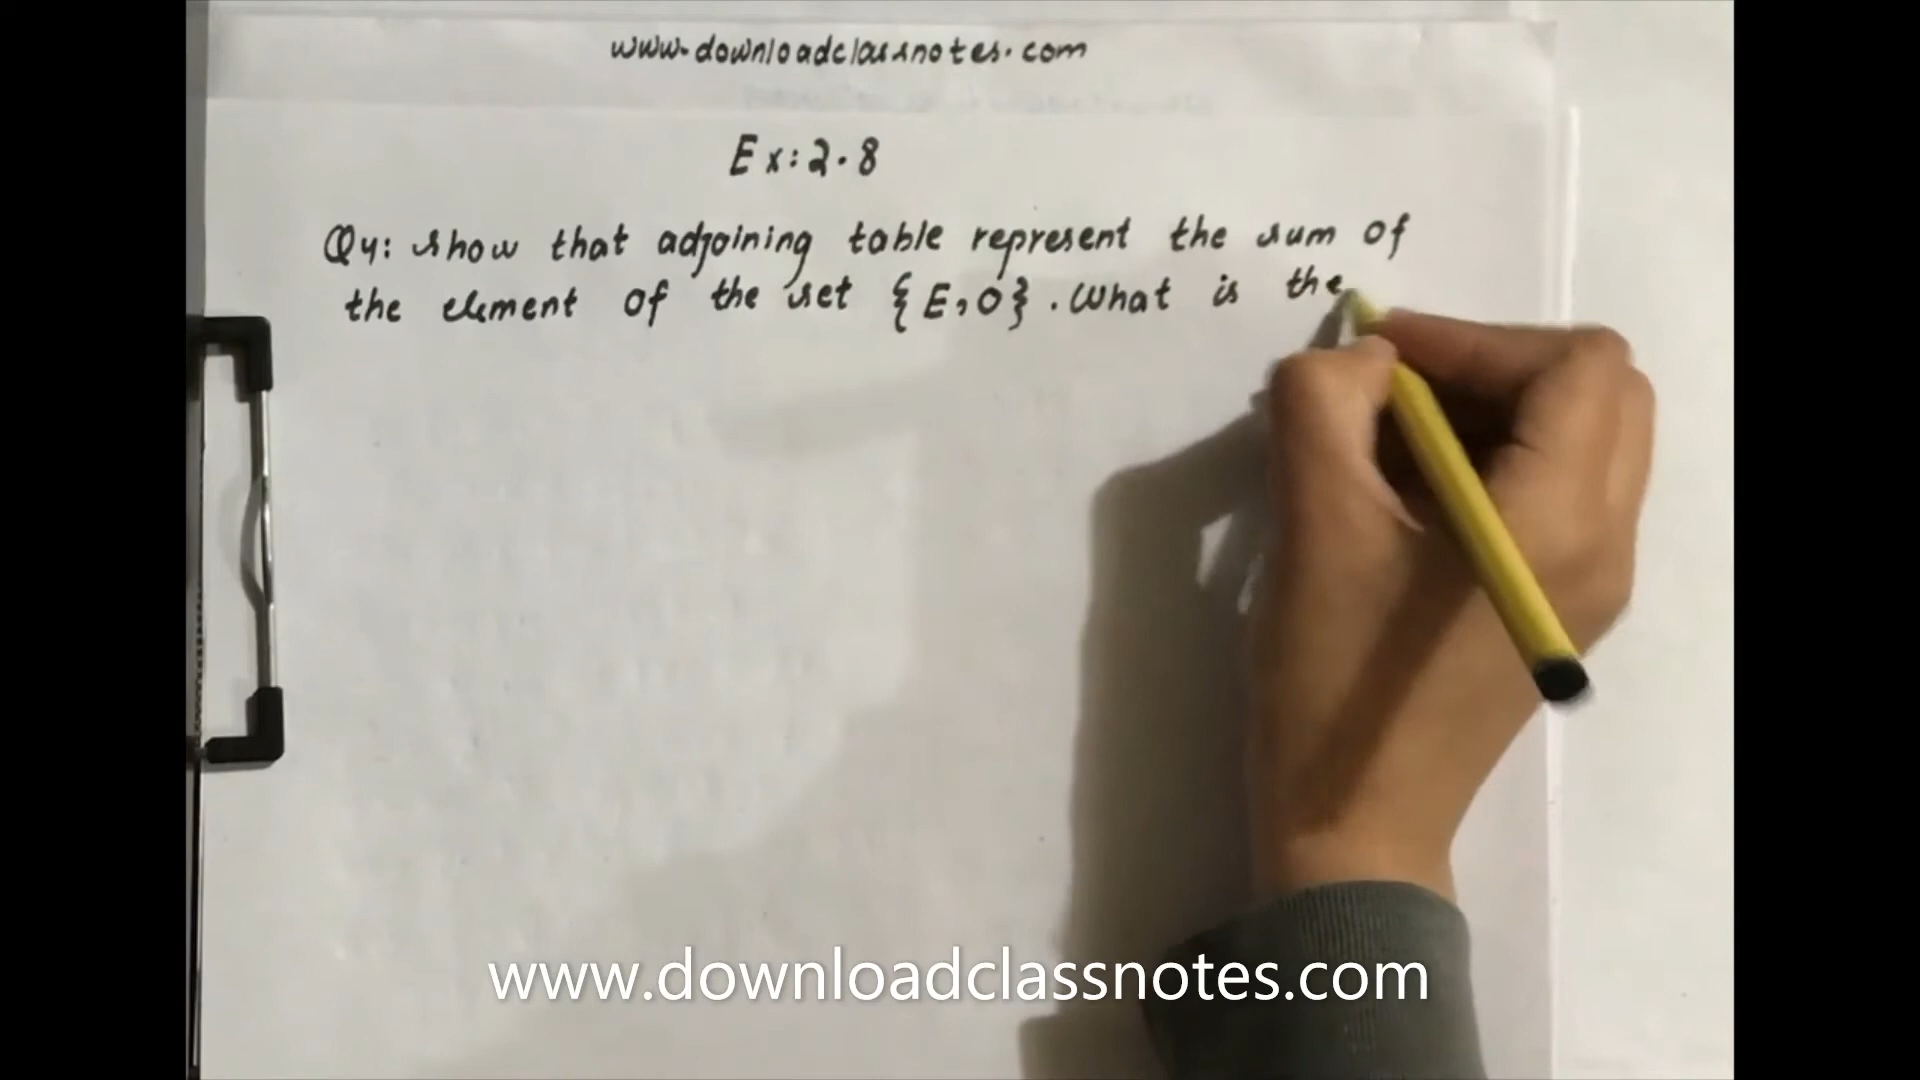 www.downloadclassnotes.com
Ex:2.8
Q4: show that adjoining table represent the sum of
the element of the set {E,O}. What is the
www.downloadclassnotes.com